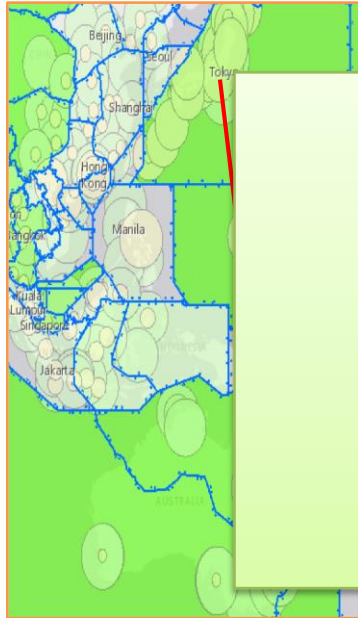 Beijing
Seoul
Tokyo
Shanghai
Hong
Kong
Manila
Kuala
Lumpur
Singapore
Jakarta
AUSTRALIA